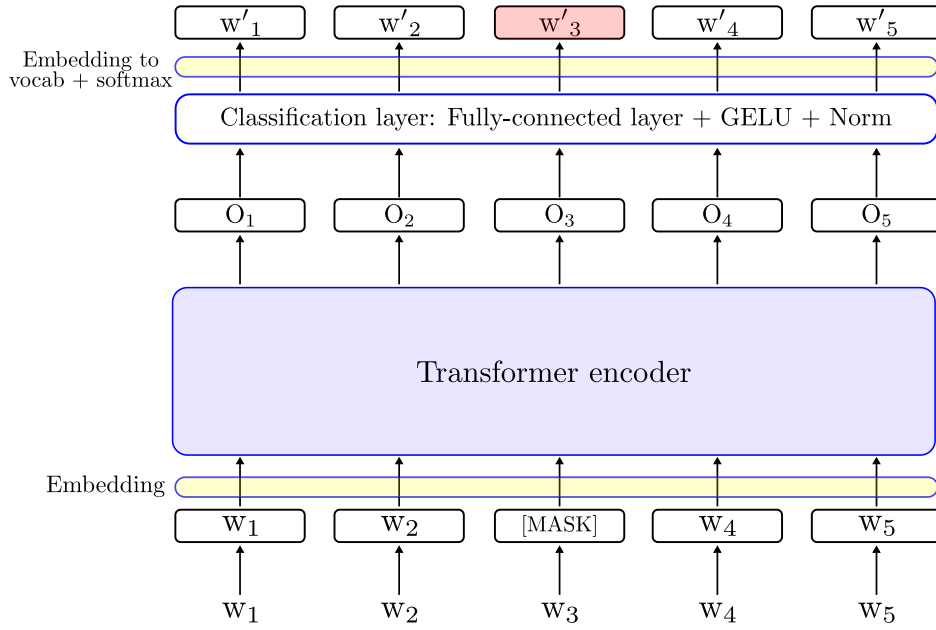 w′₁ w′₂ w′₃ w′₄ w′₅
Embedding to
vocab + softmax
Classification layer: Fully-connected layer + GELU + Norm
O₁ O₂ O₃ O₄ O₅
Transformer encoder
Embedding
w₁ w₂ [MASK] w₄ w₅
w₁ w₂ w₃ w₄ w₅